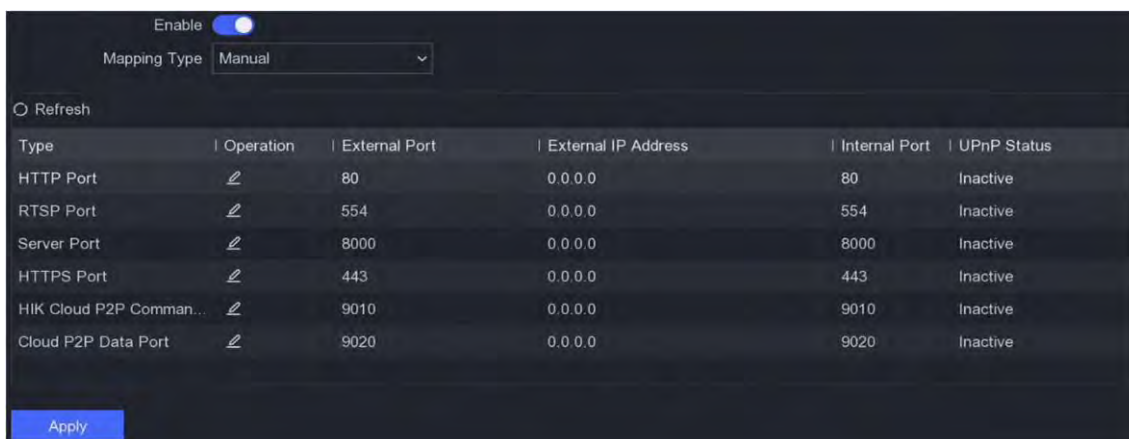 Enable
Mapping Type Manual
Refresh
Type Operation External Port External IP Address Internal Port UPnP Status
HTTP Port 80 0.0.0.0 80 Inactive
RTSP Port 554 0.0.0.0 554 Inactive
Server Port 8000 0.0.0.0 8000 Inactive
HTTPS Port 443 0.0.0.0 443 Inactive
HIK Cloud P2P Comman... 9010 0.0.0.0 9010 Inactive
Cloud P2P Data Port 9020 0.0.0.0 9020 Inactive
Apply